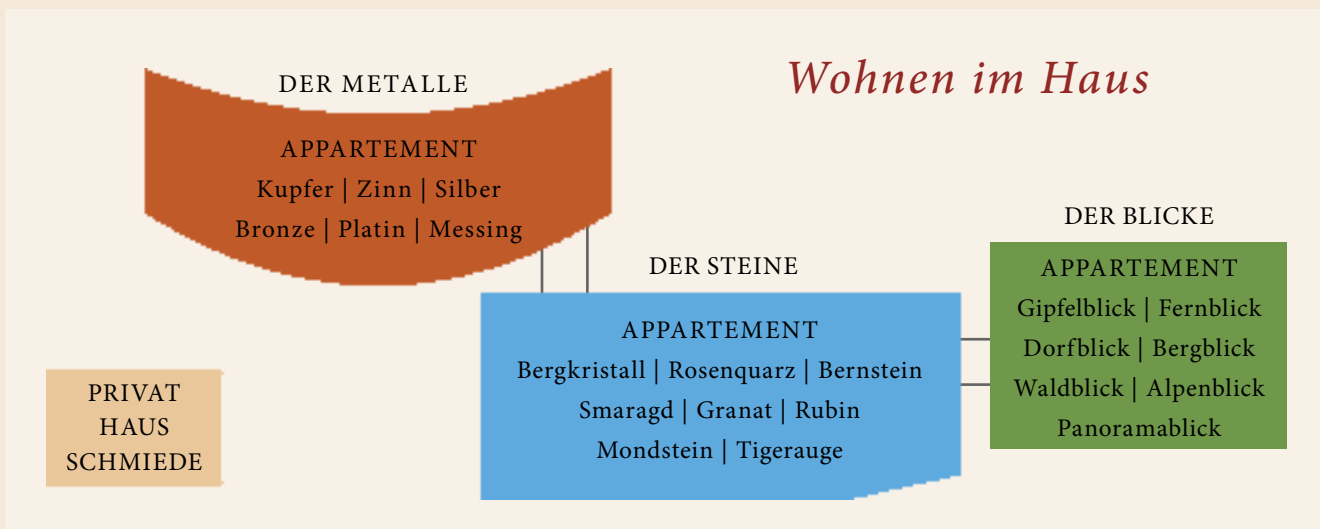 Wohnen im Haus
DER METALLE
APPARTEMENT
Kupfer | Zinn | Silber
Bronze | Platin | Messing
DER STEINE
APPARTEMENT
Bergkristall | Rosenquarz | Bernstein
Smaragd | Granat | Rubin
Mondstein | Tigerauge
DER BLICKE
APPARTEMENT
Gipfelblick | Fernblick
Dorfblick | Bergblick
Waldblick | Alpenblick
Panoramablick
PRIVAT
HAUS
SCHMIEDE